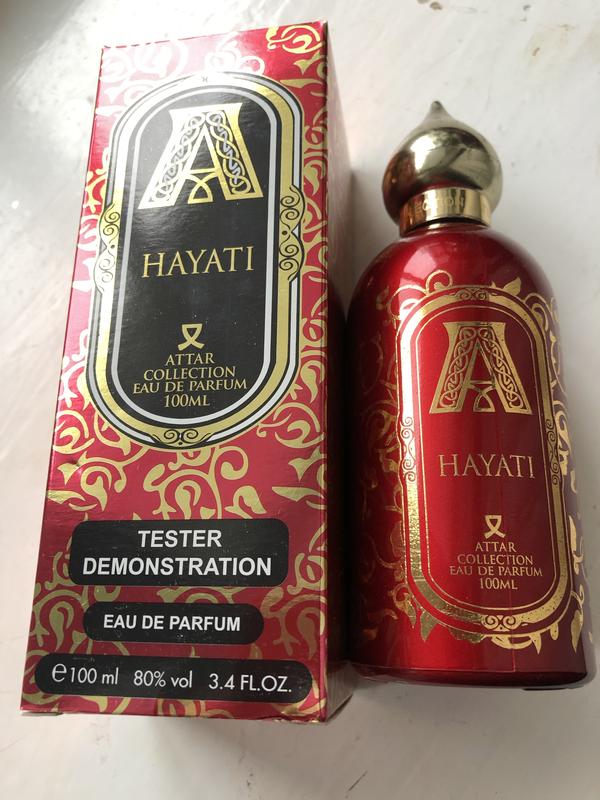 A
HAYATI
ATTAR
COLLECTION
EAU DE PARFUM
100ML
TESTER
DEMONSTRATION
EAU DE PARFUM
℮100 ml 80% vol 3.4 FL.OZ.
A
HAYATI
ATTAR
COLLECTION
EAU DE PARFUM
100ML